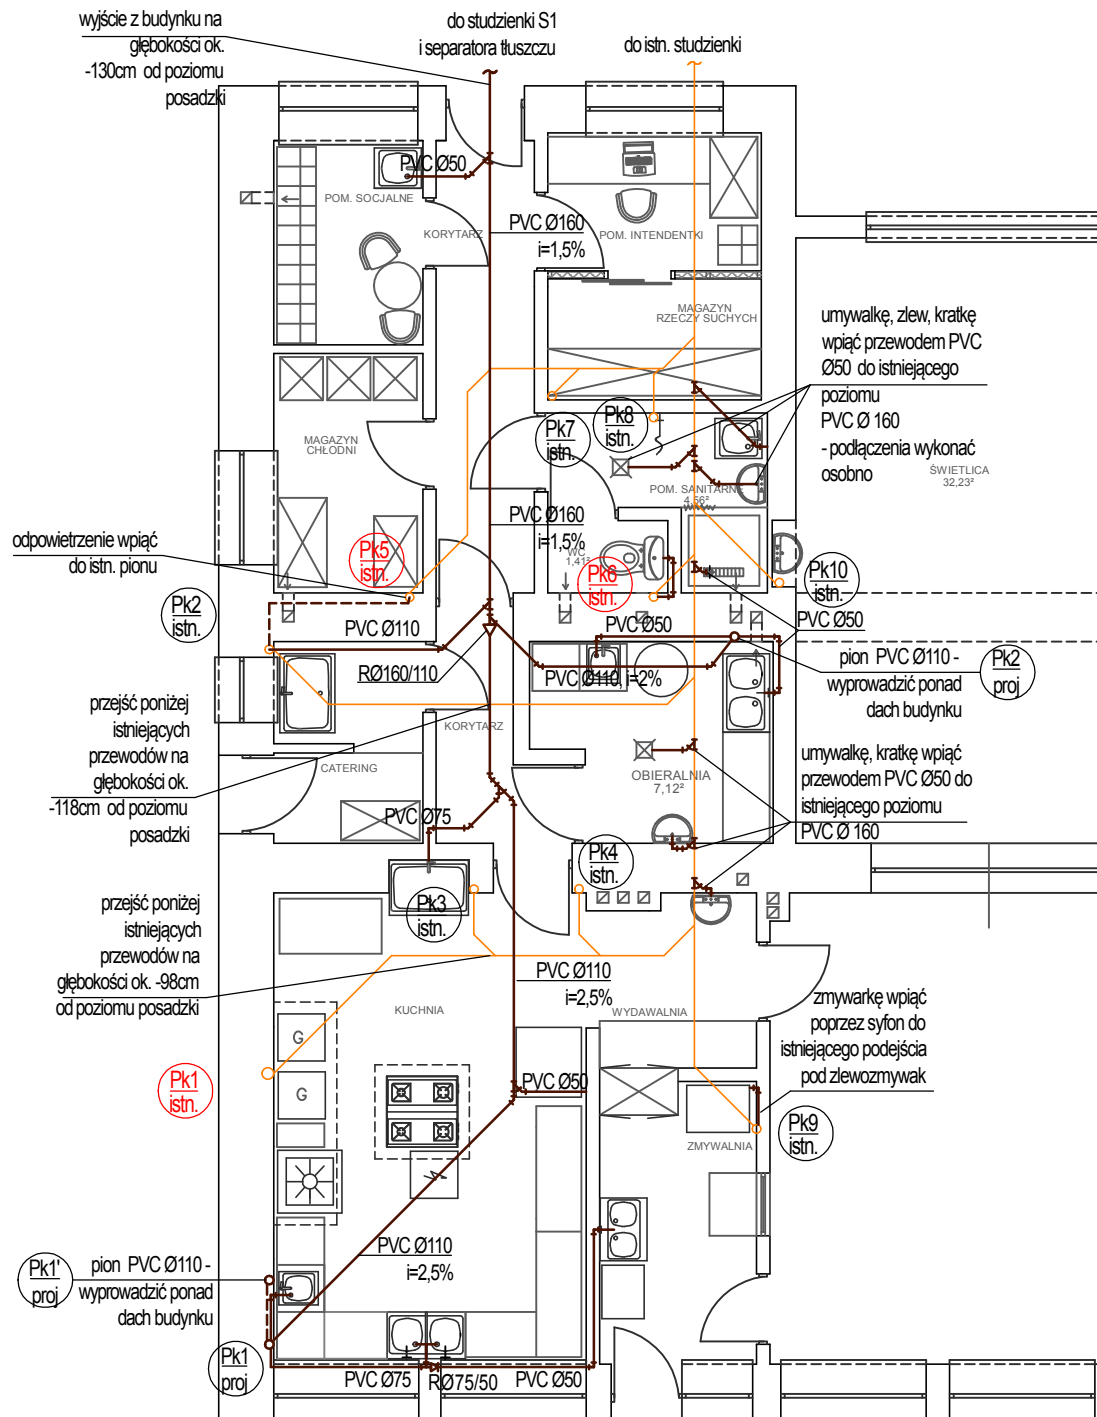 wyjście z budynku na
głębokości ok.
-130cm od poziomu
posadzki
do studzienki S1
i separatora tłuszczu
do istn. studzienki
PVC Ø50
POM. SOCJALNE
KORYTARZ
PVC Ø160
i=1,5%
POM. INTENDENTKI
MAGAZYN
RZECZY SUCHYCH
umywalkę, zlew, kratkę
wpiąć przewodem PVC
Ø50 do istniejącego
poziomu
PVC Ø 160
- podłączenia wykonać
osobno
ŚWIETLICA
32,23²
Pk7
istn.
Pk8
istn.
MAGAZYN
CHŁODNI
POM. SANITARNE
4,56²
odpowietrzenie wpiąć
do istn. pionu
Pk5
istn.
PVC Ø160
i=1,5%
WC
1,41²
Pk6
istn.
Pk10
istn.
Pk2
istn.
PVC Ø110
PVC Ø50
PVC Ø50
RØ160/110
PVC Ø110, i=2%
pion PVC Ø110 -
wyprowadzić ponad
dach budynku
Pk2
proj
przejść poniżej
istniejących
przewodów na
głębokości ok.
-118cm od poziomu
posadzki
KORYTARZ
CATERING
OBIERALNIA
7,12²
umywalkę, kratkę wpiąć
przewodem PVC Ø50 do
istniejącego poziomu
PVC Ø 160
PVC Ø75
Pk4
istn.
Pk3
istn.
przejść poniżej
istniejących
przewodów na
głębokości ok. -98cm
od poziomu posadzki
PVC Ø110
i=2,5%
KUCHNIA
WYDAWALNIA
zmywarkę wpiąć
poprzez syfon do
istniejącego podejścia
pod zlewozmywak
G
Pk1
istn.
G
PVC Ø50
Pk9
istn.
ZMYWALNIA
PVC Ø110
i=2,5%
Pk1'
proj
pion PVC Ø110 -
wyprowadzić ponad
dach budynku
Pk1
proj
PVC Ø75
RØ75/50
PVC Ø50